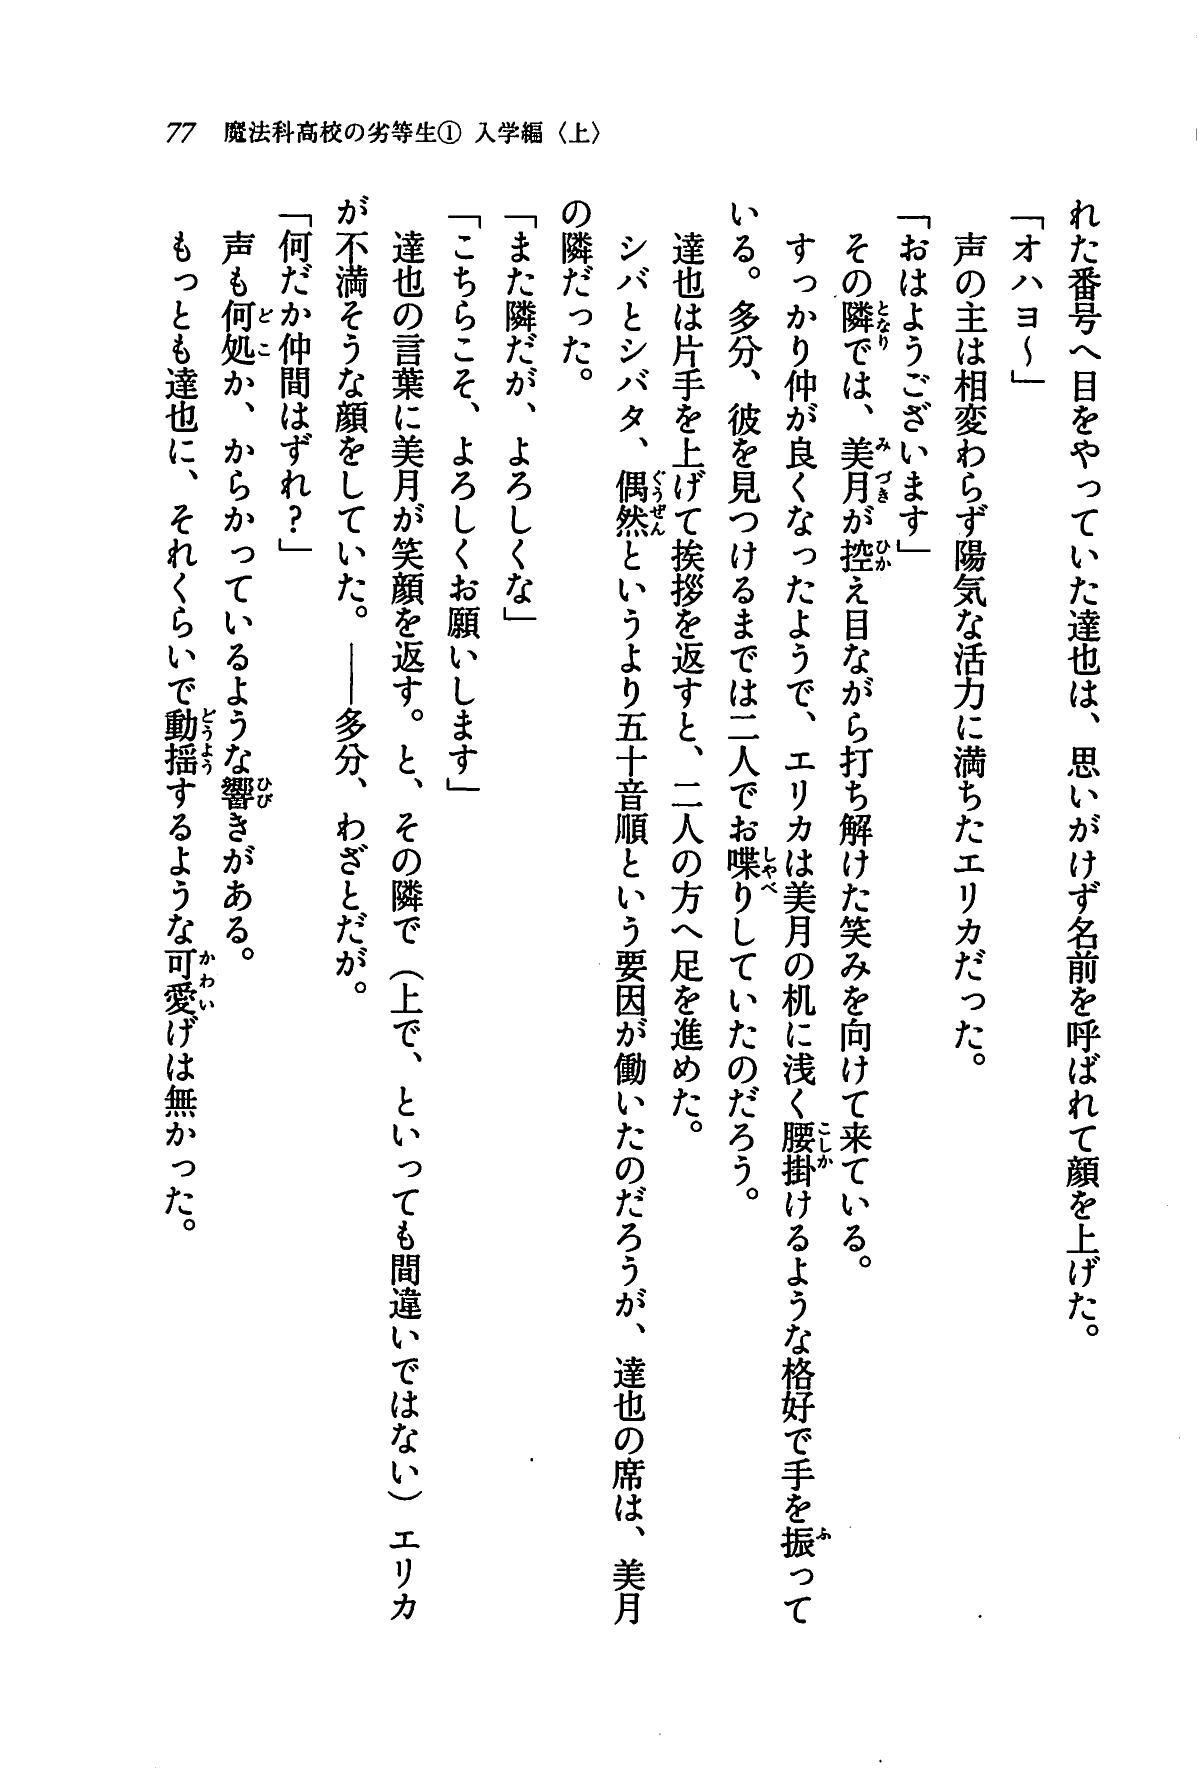 77　魔法科高校の劣等生① 入学編〈上〉
れた番号へ目をやっていた達也は、思いがけず名前を呼ばれて顔を上げた。
「オハヨ〜」
声の主は相変わらず陽気な活力に満ちたエリカだった。
「おはようございます」
その隣では、美月が控え目ながら打ち解けた笑みを向けて来ている。
すっかり仲が良くなったようで、エリカは美月の机に浅く腰掛けるような格好で手を振って
いる。多分、彼を見つけるまでは二人でお喋りしていたのだろう。
達也は片手を上げて挨拶を返すと、二人の方へ足を進めた。
シバとシバタ、偶然というより五十音順という要因が働いたのだろうが、達也の席は、美月
の隣だった。
「また隣だが、よろしくな」
「こちらこそ、よろしくお願いします」
達也の言葉に美月が笑顔を返す。と、その隣で（上で、といっても間違いではない）エリカ
が不満そうな顔をしていた。――多分、わざとだが。
「何だか仲間はずれ？」
声も何処か、からかっているような響きがある。
もっとも達也に、それくらいで動揺するような可愛げは無かった。